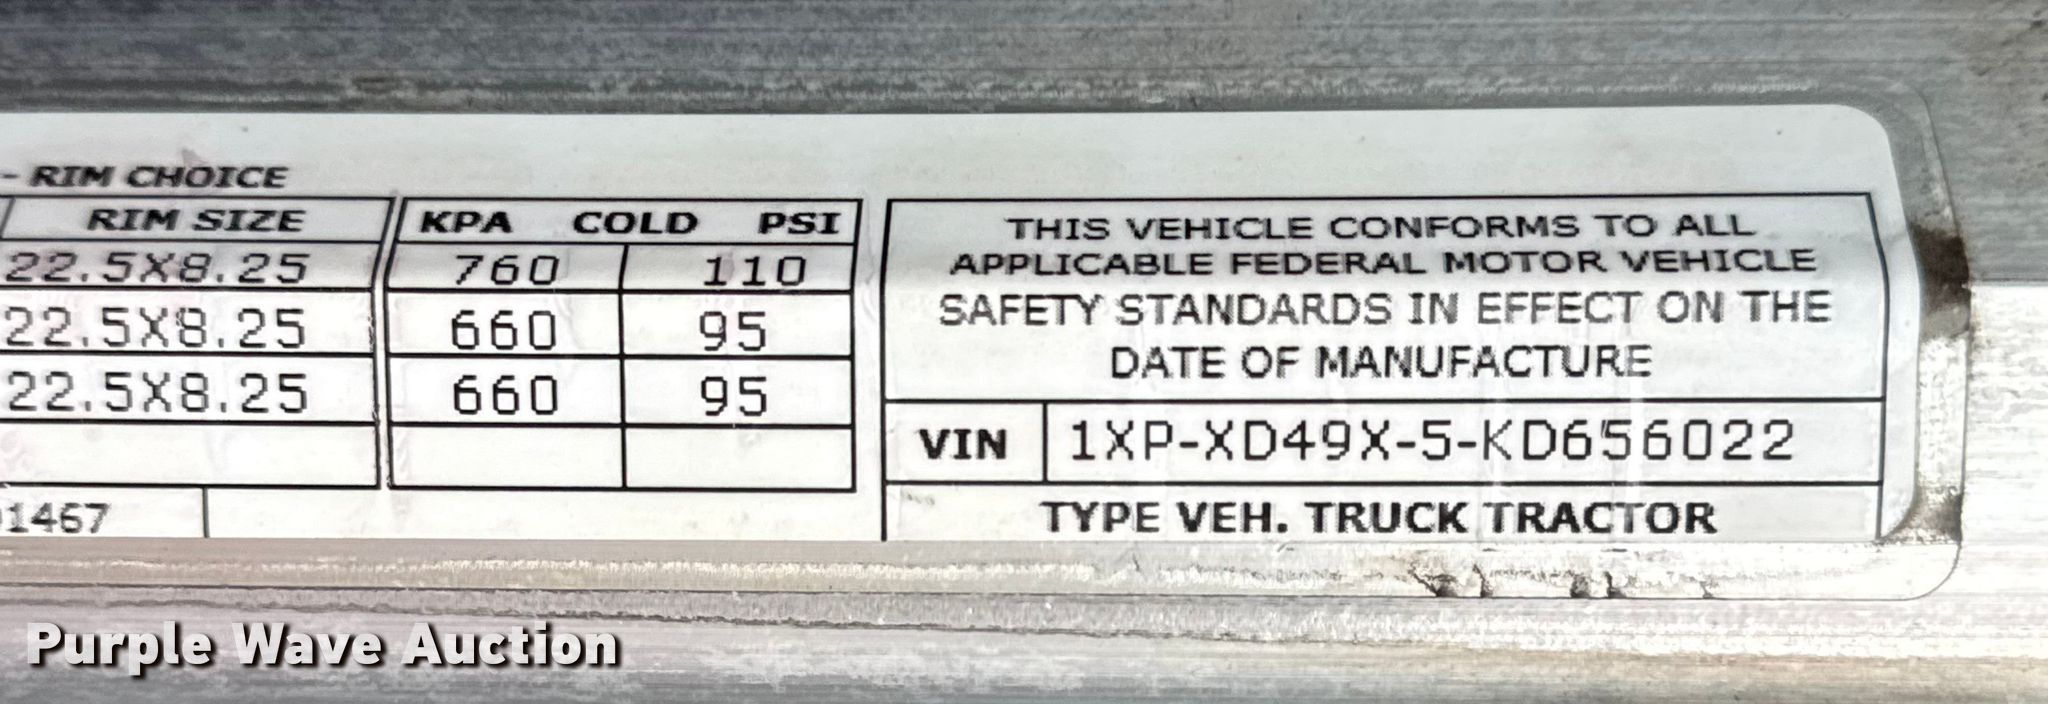 - RIM CHOICE
RIM SIZE KPA COLD PSI
22.5X8.25 760 110
22.5X8.25 660 95
22.5X8.25 660 95
1467
THIS VEHICLE CONFORMS TO ALL
APPLICABLE FEDERAL MOTOR VEHICLE
SAFETY STANDARDS IN EFFECT ON THE
DATE OF MANUFACTURE
VIN 1XP-XD49X-5-KD656022
TYPE VEH. TRUCK TRACTOR
Purple Wave Auction